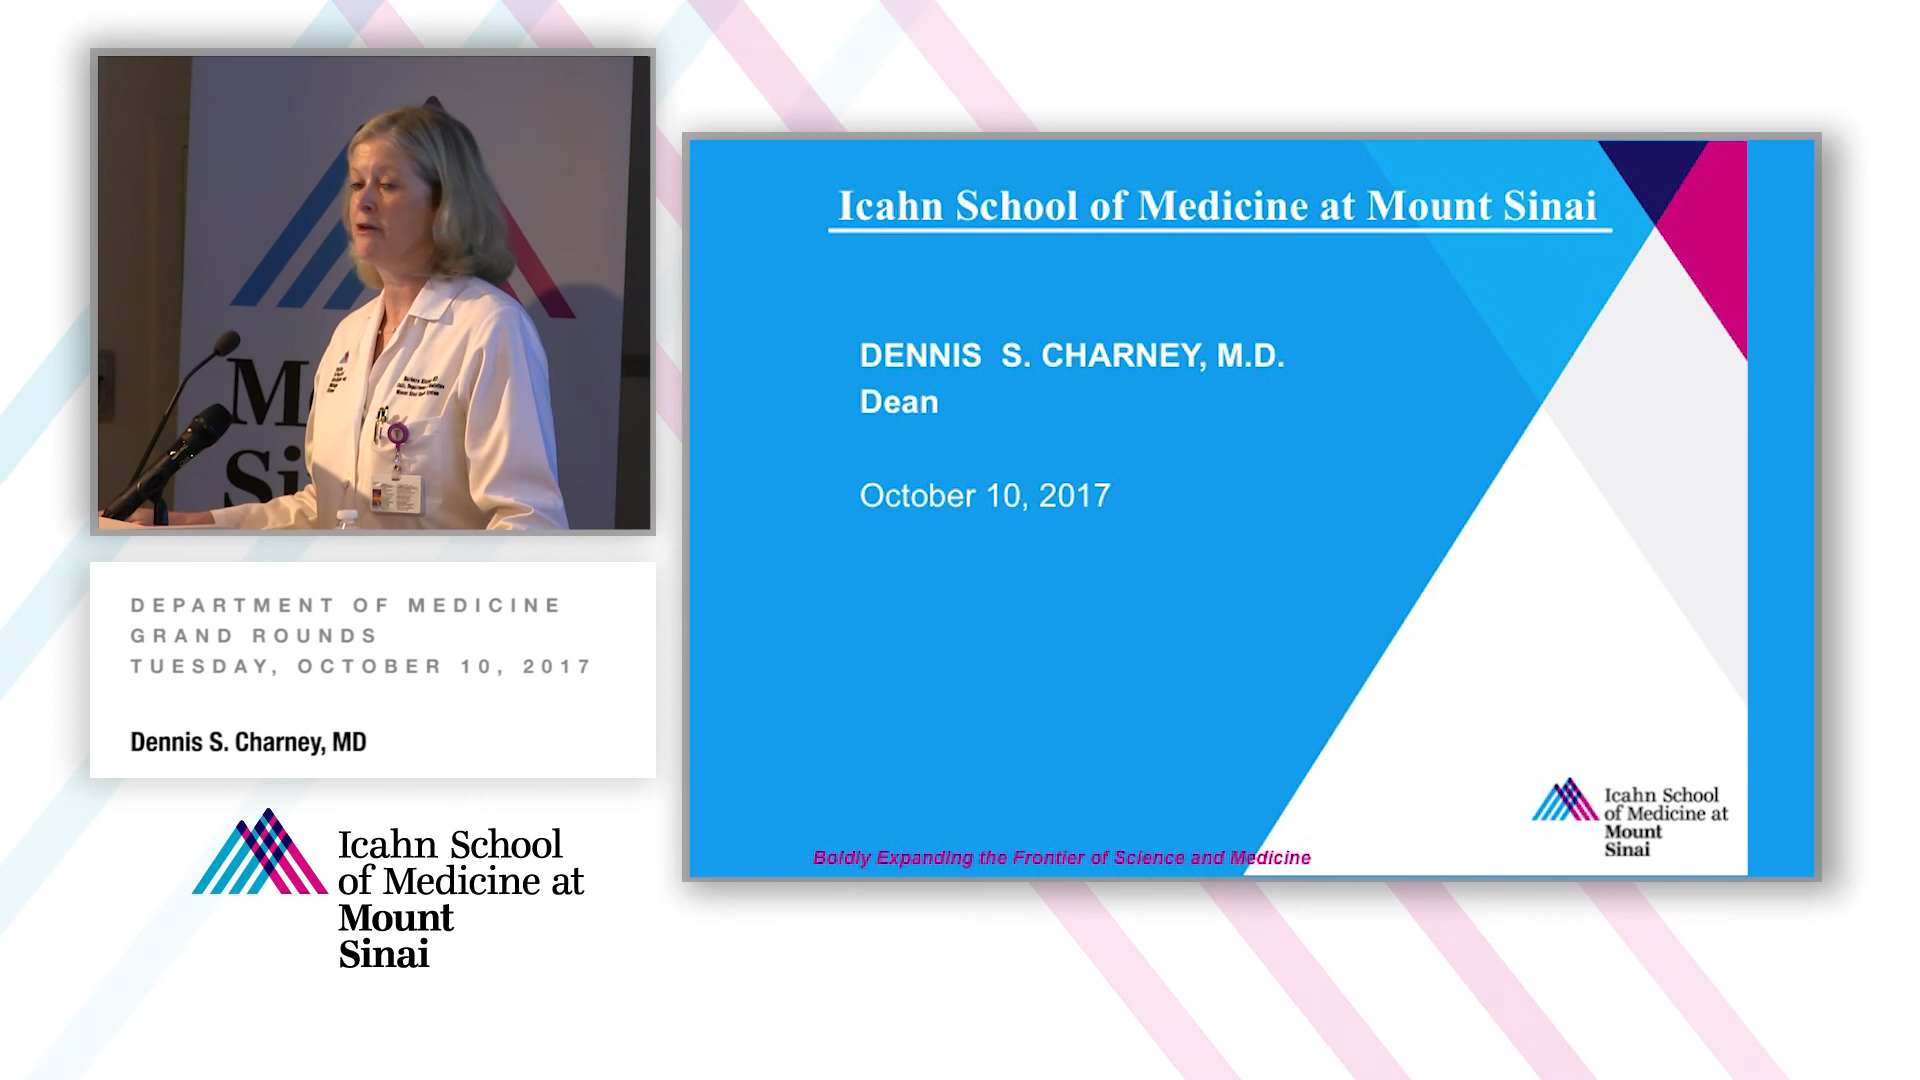 Icahn School of Medicine at Mount Sinai
DENNIS S. CHARNEY, M.D.
Dean
October 10, 2017
Boldly Expanding the Frontier of Science and Medicine
Icahn School
of Medicine at
Mount
Sinai
DEPARTMENT OF MEDICINE
GRAND ROUNDS
TUESDAY, OCTOBER 10, 2017
Dennis S. Charney, MD
Icahn School
of Medicine at
Mount
Sinai